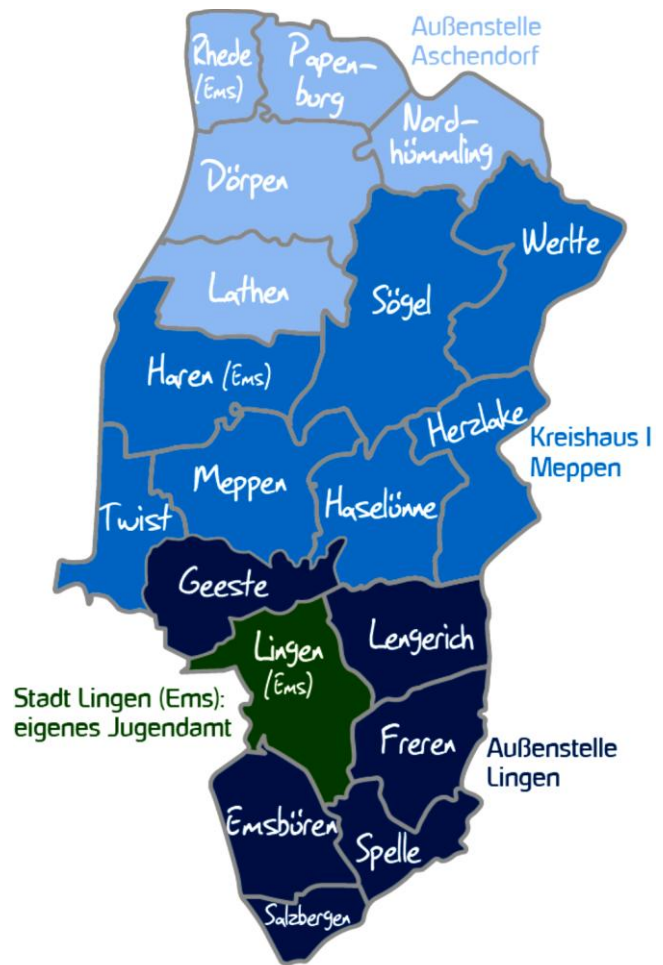 Außenstelle
Aschendorf
Rhede
(Ems)
Papen-
burg
Nord-
hümmling
Dörpen
Werlte
Lathen
Sögel
Haren (Ems)
Herzlake
Kreishaus I
Meppen
Meppen
Haselünne
Twist
Geeste
Lingen
(Ems)
Lengerich
Stadt Lingen (Ems):
eigenes Jugendamt
Freren
Außenstelle
Lingen
Emsbüren
Spelle
Salzbergen